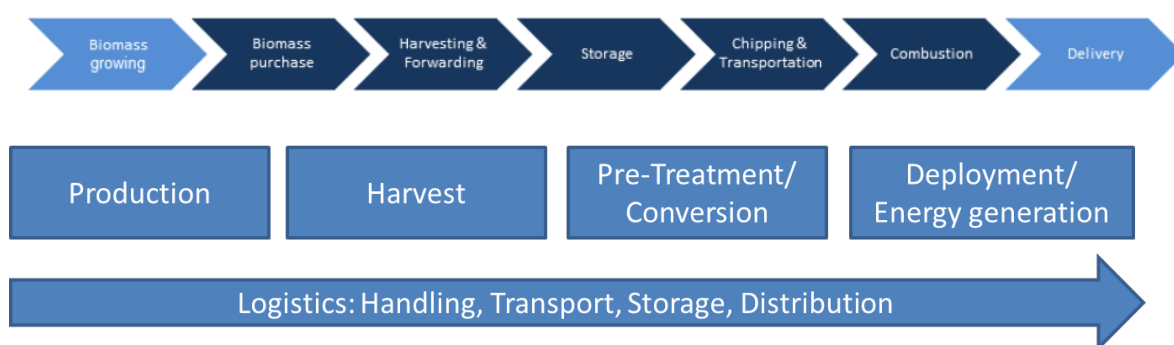 Biomass
growing
Biomass
purchase
Harvesting &
Forwarding
Storage
Chipping &
Transportation
Combustion
Delivery
Production
Harvest
Pre-Treatment/
Conversion
Deployment/
Energy generation
Logistics: Handling, Transport, Storage, Distribution